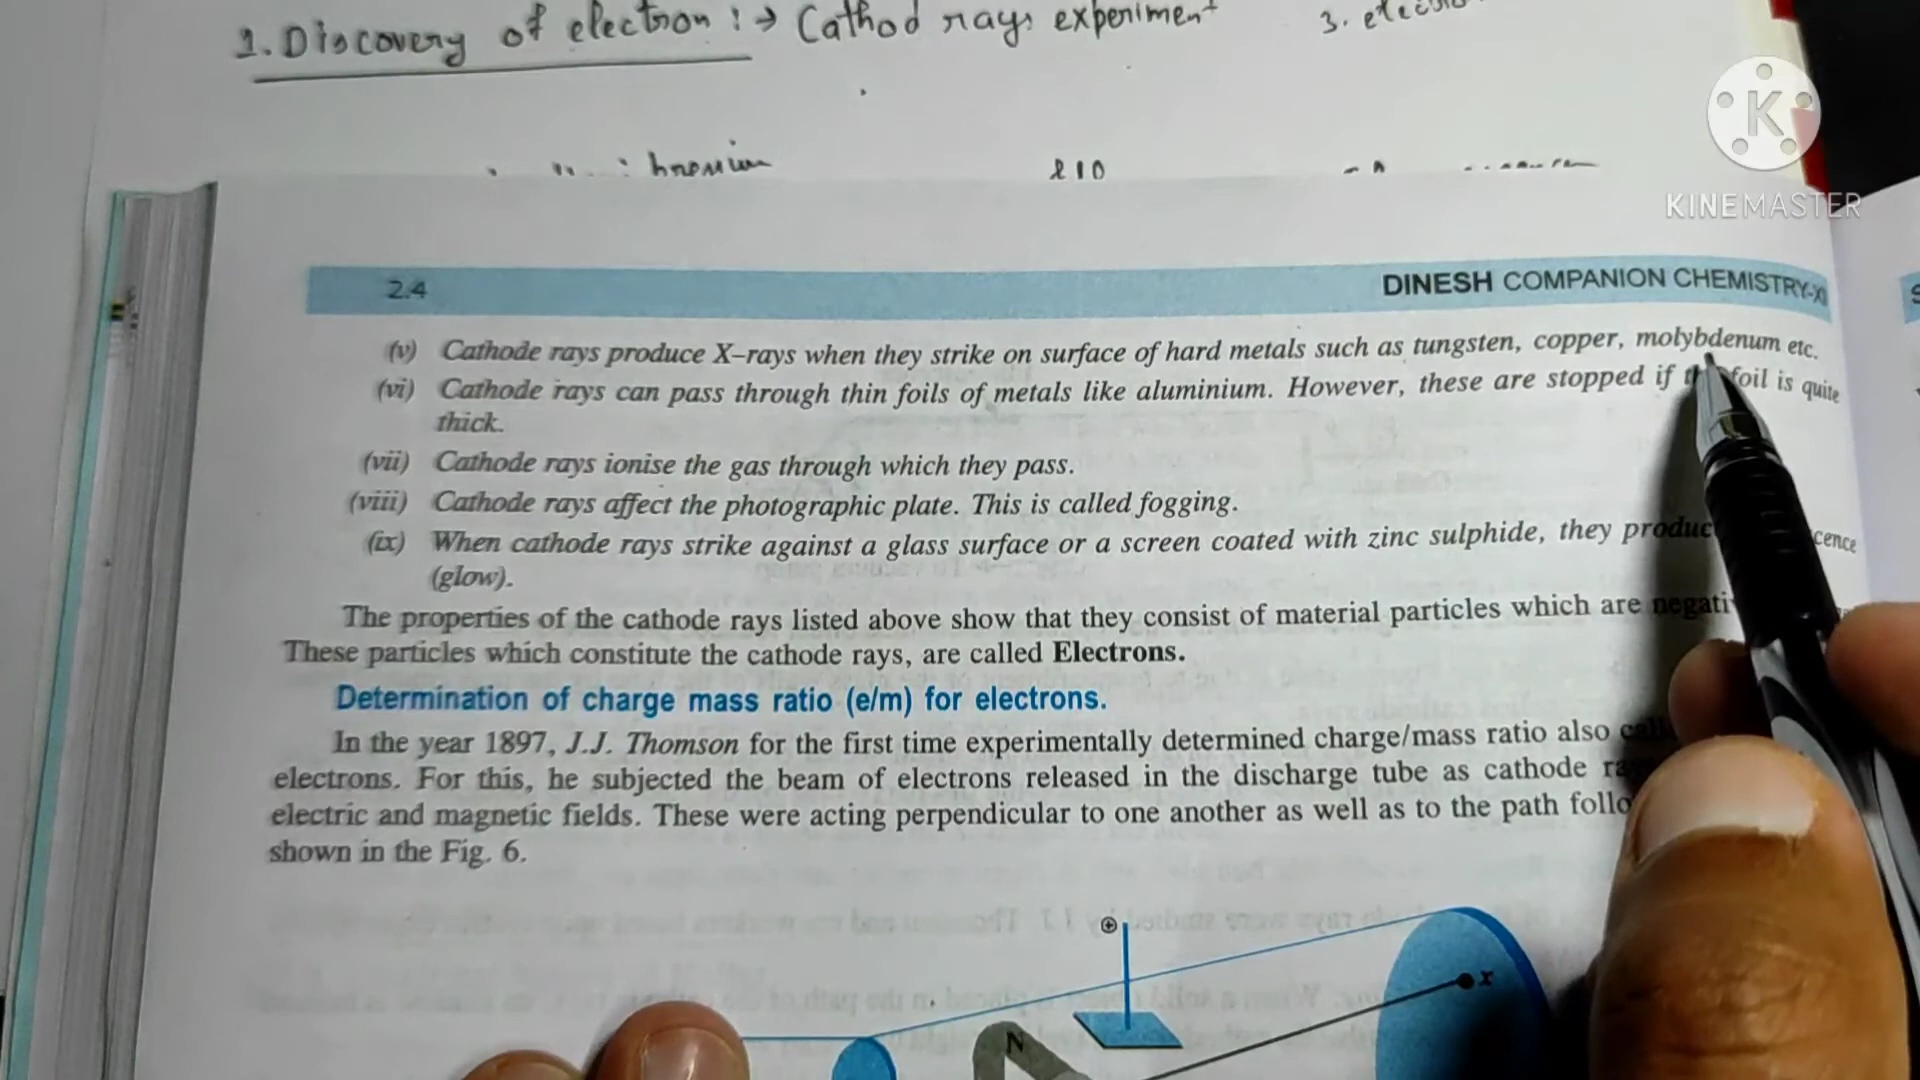 1. Discovery of electron :→ Cathod rays experiment
3.
KINEMASTER
2.4 DINESH COMPANION CHEMISTRY-XI
(v) Cathode rays produce X–rays when they strike on surface of hard metals such as tungsten, copper, molybdenum etc.
(vi) Cathode rays can pass through thin foils of metals like aluminium. However, these are stopped if foil is quite
thick.
(vii) Cathode rays ionise the gas through which they pass.
(viii) Cathode rays affect the photographic plate. This is called fogging.
(ix) When cathode rays strike against a glass surface or a screen coated with zinc sulphide, they produc cence
(glow).
The properties of the cathode rays listed above show that they consist of material particles which are negati
These particles which constitute the cathode rays, are called Electrons.
Determination of charge mass ratio (e/m) for electrons.
In the year 1897, J.J. Thomson for the first time experimentally determined charge/mass ratio also
electrons. For this, he subjected the beam of electrons released in the discharge tube as cathode
electric and magnetic fields. These were acting perpendicular to one another as well as to the path follo
shown in the Fig. 6.
⊕
x
N